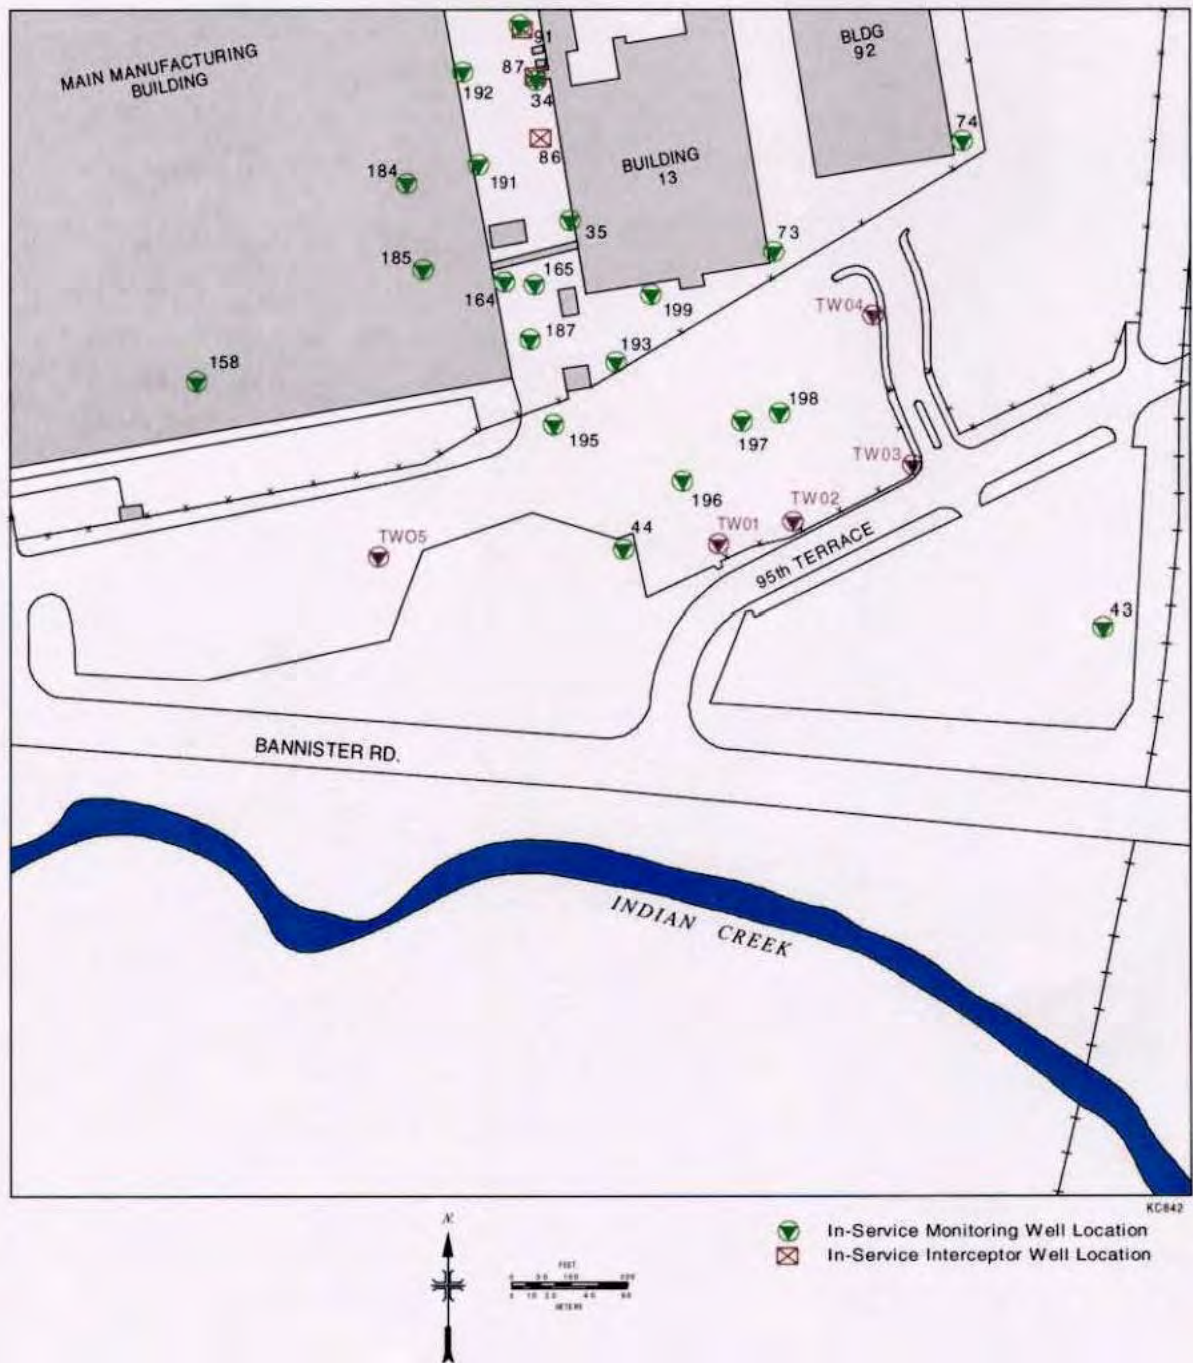 MAIN MANUFACTURING
BUILDING
BLDG
92
91
87
192
34
86
74
184
191
BUILDING
13
35
73
185
165
164
199
TW04
187
193
158
198
195
197
TW03
196
TW02
TW01
44
TWO5
95th TERRACE
43
BANNISTER RD.
INDIAN CREEK
KC842
N
In-Service Monitoring Well Location
In-Service Interceptor Well Location
FEET
METERS